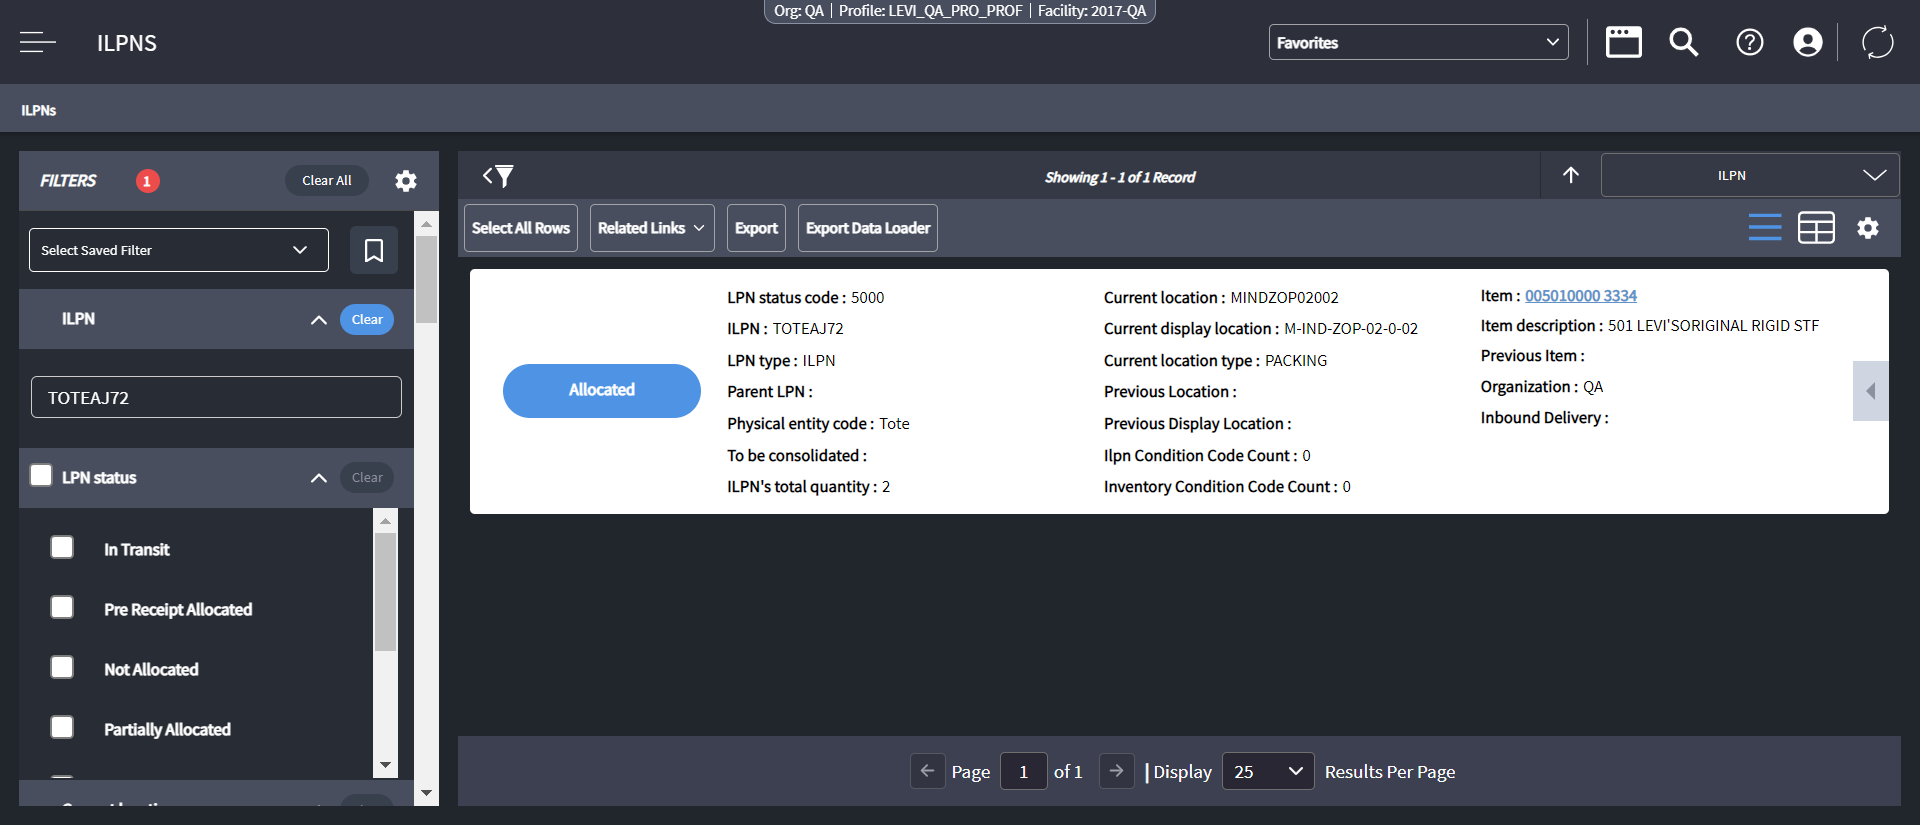 Org: QA | Profile: LEVI_QA_PRO_PROF | Facility: 2017-QA
ILPNS
Favorites
ILPNs
FILTERS
1
Clear All
Showing 1 - 1 of 1 Record
ILPN
Select All Rows
Related Links
Export
Export Data Loader
Select Saved Filter
ILPN
Clear
TOTEAJ72
LPN status
Clear
In Transit
Pre Receipt Allocated
Not Allocated
Partially Allocated
Allocated
LPN status code : 5000
ILPN : TOTEAJ72
LPN type : ILPN
Parent LPN :
Physical entity code : Tote
To be consolidated :
ILPN's total quantity : 2
Current location : MINDZOP02002
Current display location : M-IND-ZOP-02-0-02
Current location type : PACKING
Previous Location :
Previous Display Location :
Ilpn Condition Code Count : 0
Inventory Condition Code Count : 0
Item : 005010000 3334
Item description : 501 LEVI'SORIGINAL RIGID STF
Previous Item :
Organization : QA
Inbound Delivery :
Page 1 of 1 | Display 25 Results Per Page